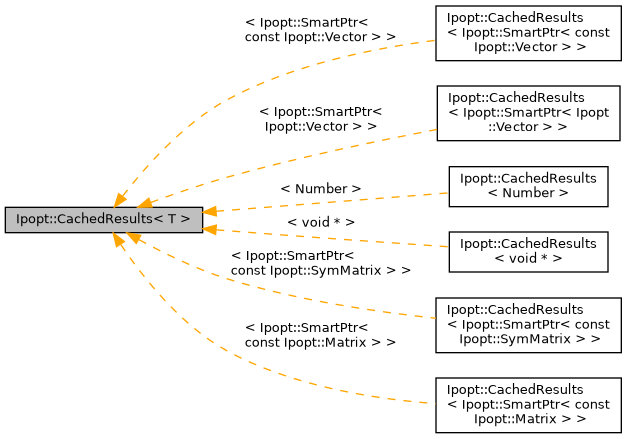 < Ipopt::SmartPtr<
const Ipopt::Vector > >
Ipopt::CachedResults
< Ipopt::SmartPtr< const
Ipopt::Vector > >
< Ipopt::SmartPtr<
Ipopt::Vector > >
Ipopt::CachedResults
< Ipopt::SmartPtr< Ipopt
::Vector > >
< Number >
Ipopt::CachedResults
< Number >
Ipopt::CachedResults< T >
< void * >
Ipopt::CachedResults
< void * >
< Ipopt::SmartPtr<
const Ipopt::SymMatrix > >
Ipopt::CachedResults
< Ipopt::SmartPtr< const
Ipopt::SymMatrix > >
< Ipopt::SmartPtr<
const Ipopt::Matrix > >
Ipopt::CachedResults
< Ipopt::SmartPtr< const
Ipopt::Matrix > >